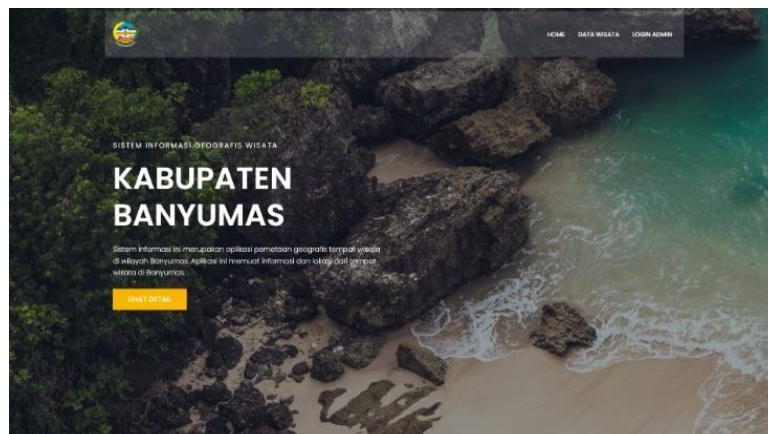 HOME DATA WISATA LOGIN ADMIN
SISTEM INFORMASI GEOGRAFIS WISATA
KABUPATEN
BANYUMAS
Sistem informasi ini merupakan aplikasi pemetaan geografis tempat wisata
di wilayah Banyumas. Aplikasi ini memuat informasi dan lokasi dari tempat
wisata di Banyumas.
LIHAT DETAIL